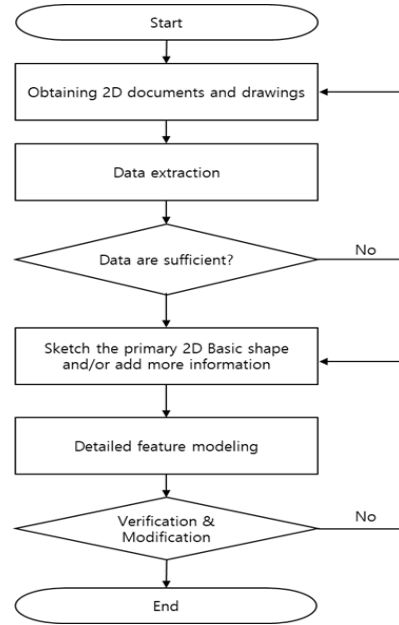 Start
Obtaining 2D documents and drawings
Data extraction
Data are sufficient?
No
Sketch the primary 2D Basic shape
and/or add more information
Detailed feature modeling
Verification &
Modification
No
End